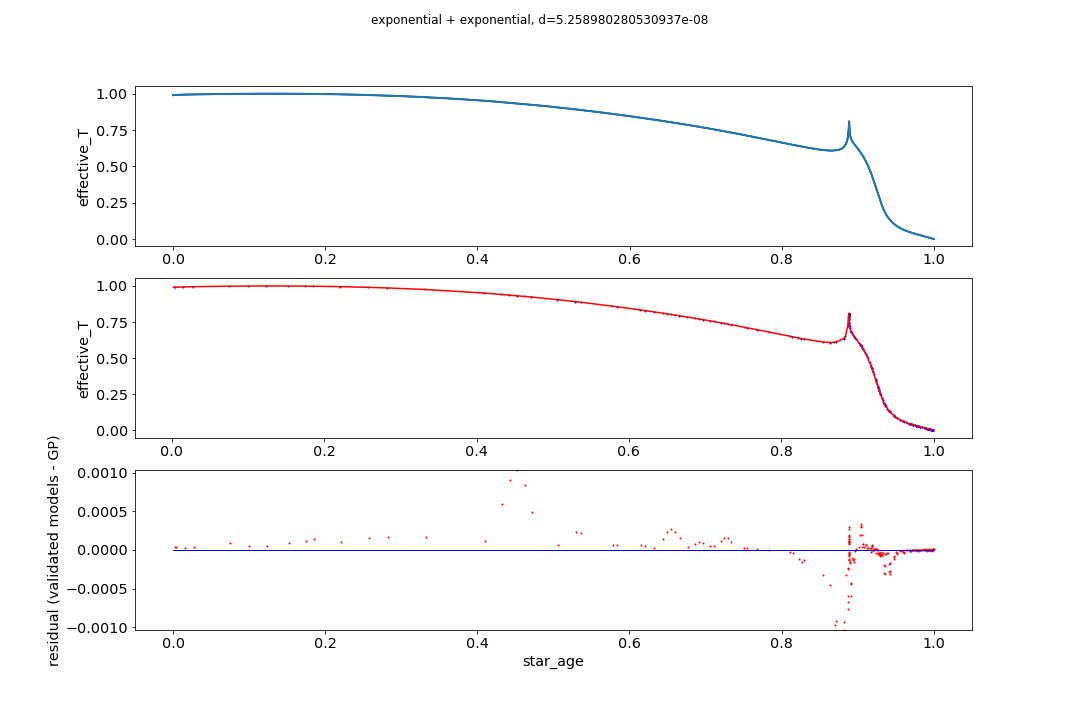 exponential + exponential, d=5.258980280530937e-08
effective_T
1.00
0.75
0.50
0.25
0.00
0.0 0.2 0.4 0.6 0.8 1.0
effective_T
1.00
0.75
0.50
0.25
0.00
0.0 0.2 0.4 0.6 0.8 1.0
residual (validated models - GP)
0.0010
0.0005
0.0000
−0.0005
−0.0010
0.0 0.2 0.4 0.6 0.8 1.0
star_age